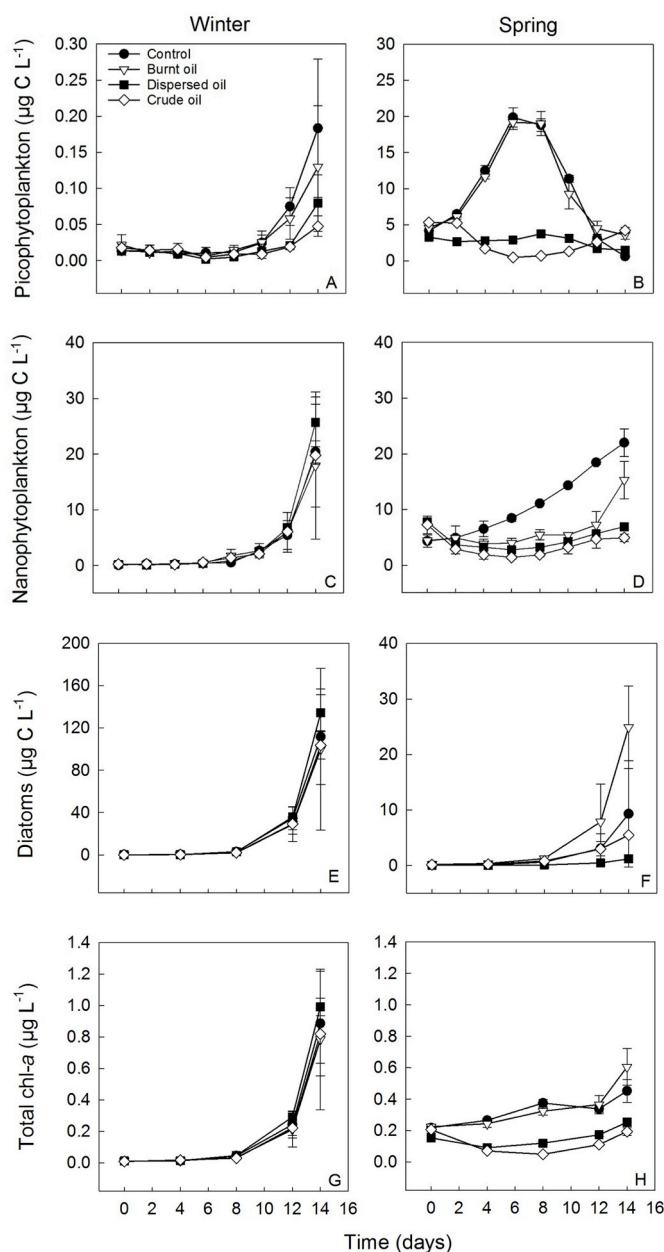 Winter
Spring
Picophytoplankton (µg C L-1)
0.30
0.25
0.20
0.15
0.10
0.05
0.00
Control
Burnt oil
Dispersed oil
Crude oil
A
30
25
20
15
10
5
0
B
Nanophytoplankton (µg C L-1)
40
30
20
10
0
C
40
30
20
10
0
D
Diatoms (µg C L-1)
200
160
120
80
40
0
E
40
30
20
10
0
F
Total chl-a (µg L-1)
1.4
1.2
1.0
0.8
0.6
0.4
0.2
0.0
G
1.4
1.2
1.0
0.8
0.6
0.4
0.2
0.0
H
0 2 4 6 8 10 12 14 16
0 2 4 6 8 10 12 14 16
Time (days)